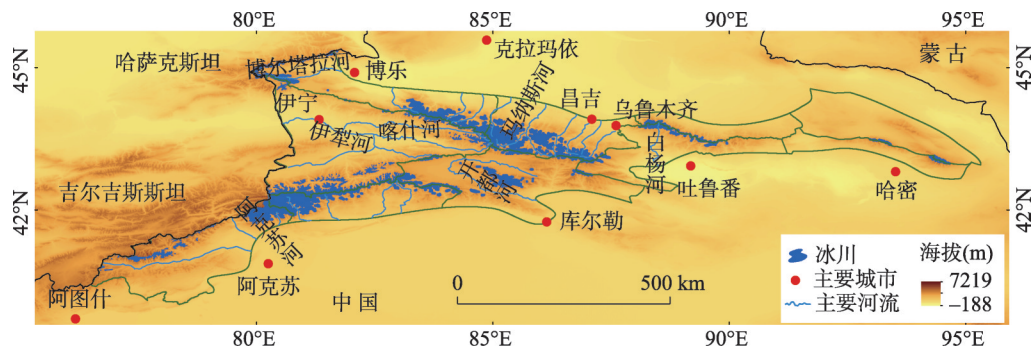 80°E
85°E
90°E
95°E
45°N
42°N
哈萨克斯坦
博尔塔拉河
博乐
克拉玛依
蒙古
伊宁
伊犁河
喀什河
玛纳斯河
昌吉
乌鲁木齐
白杨河
吐鲁番
哈密
吉尔吉斯斯坦
开都河
库尔勒
阿克苏河
阿克苏
阿图什
中国
0
500 km
冰川
主要城市
主要河流
海拔(m)
7219
−188
45°N
42°N
80°E
85°E
90°E
95°E